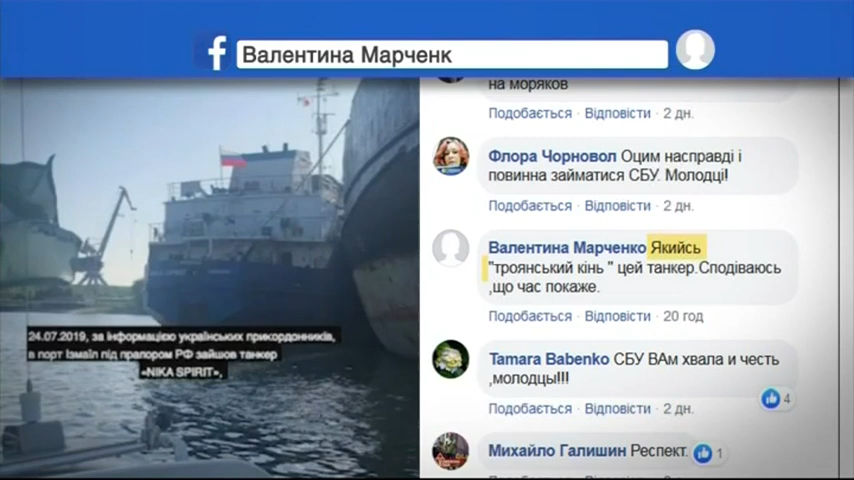 f
Валентина Марченк
на моряков
Подобається · Відповісти · 2 дн.
Флора Чорновол Оцим насправді і
повинна займатися СБУ. Молодці!
Подобається · Відповісти · 2 дн.
Валентина Марченко Якийсь
"троянський кінь " цей танкер.Сподіваюсь
,що час покаже.
Подобається · Відповісти · 20 год
Tamara Babenko СБУ ВАм хвала и честь
,молодцы!!!
4
Подобається · Відповісти · 2 дн.
Михайло Галишин Респект.
1
24.07.2019, за інформацією українських прикордонників,
в порт Ізмаїл під прапором РФ зайшов танкер
«NIKA SPIRIT»,